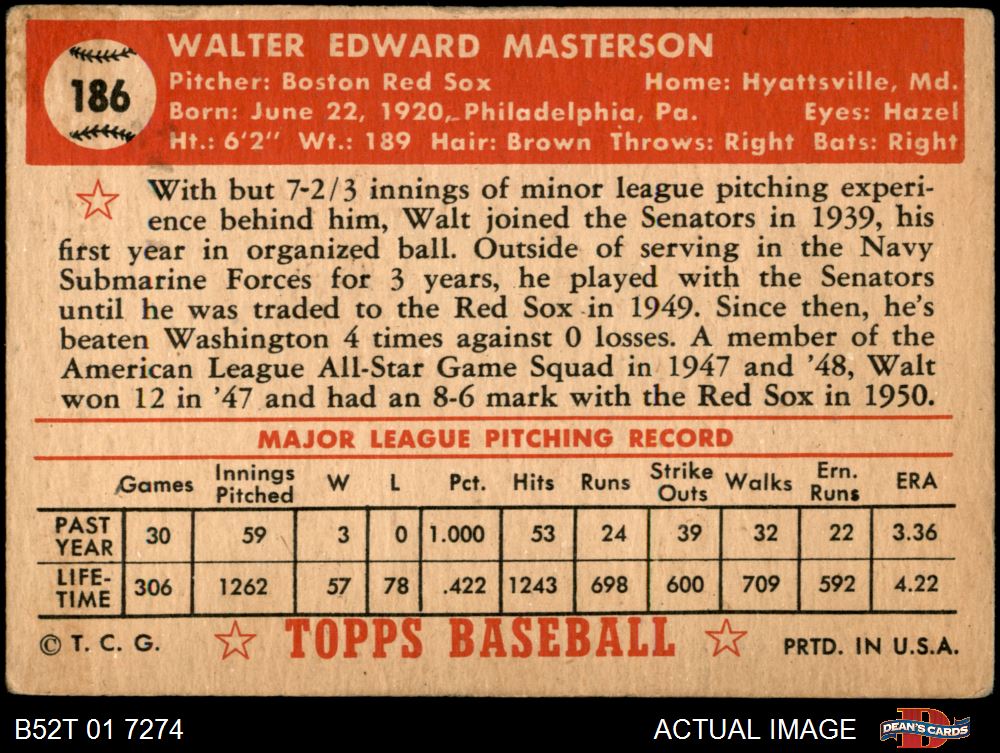 WALTER EDWARD MASTERSON
186
Pitcher: Boston Red Sox Home: Hyattsville, Md.
Born: June 22, 1920, Philadelphia, Pa. Eyes: Hazel
Ht.: 6'2" Wt.: 189 Hair: Brown Throws: Right Bats: Right
With but 7-2/3 innings of minor league pitching experi-
ence behind him, Walt joined the Senators in 1939, his
first year in organized ball. Outside of serving in the Navy
Submarine Forces for 3 years, he played with the Senators
until he was traded to the Red Sox in 1949. Since then, he's
beaten Washington 4 times against 0 losses. A member of the
American League All-Star Game Squad in 1947 and '48, Walt
won 12 in '47 and had an 8-6 mark with the Red Sox in 1950.
MAJOR LEAGUE PITCHING RECORD
Games Innings Pitched W L Pct. Hits Runs Strike Outs Walks Ern. Runs ERA
PAST YEAR 30 59 3 0 1.000 53 24 39 32 22 3.36
LIFE-TIME 306 1262 57 78 .422 1243 698 600 709 592 4.22
© T. C. G. TOPPS BASEBALL PRTD. IN U.S.A.
B52T 01 7274 ACTUAL IMAGE DEAN'S CARDS